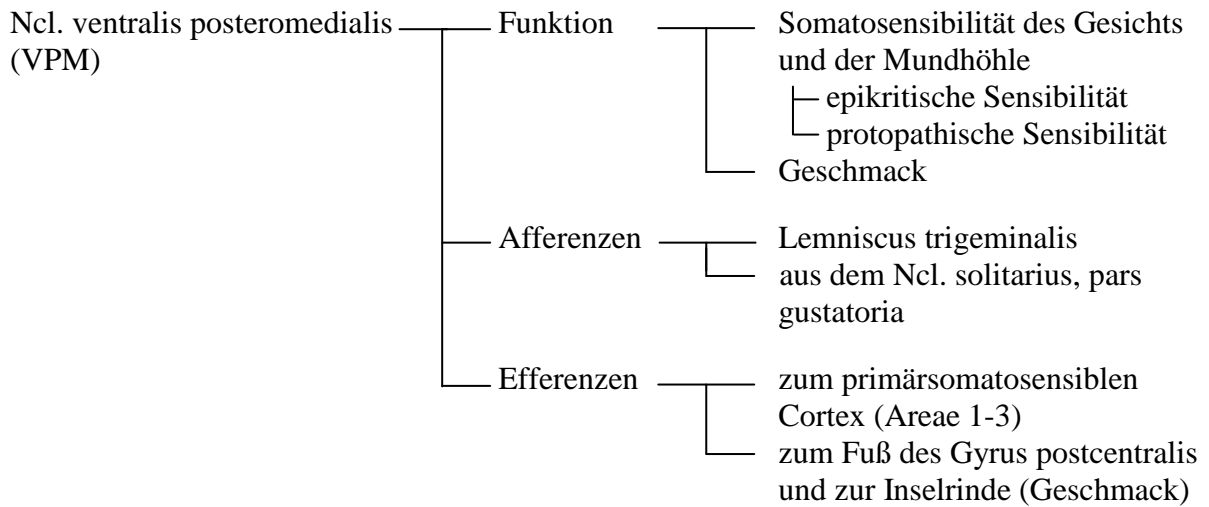 Ncl. ventralis posteromedialis
(VPM)
Funktion
Somatosensibilität des Gesichts
und der Mundhöhle
epikritische Sensibilität
protopathische Sensibilität
Geschmack
Afferenzen
Lemniscus trigeminalis
aus dem Ncl. solitarius, pars
gustatoria
Efferenzen
zum primärsomatosensiblen
Cortex (Areae 1-3)
zum Fuß des Gyrus postcentralis
und zur Inselrinde (Geschmack)